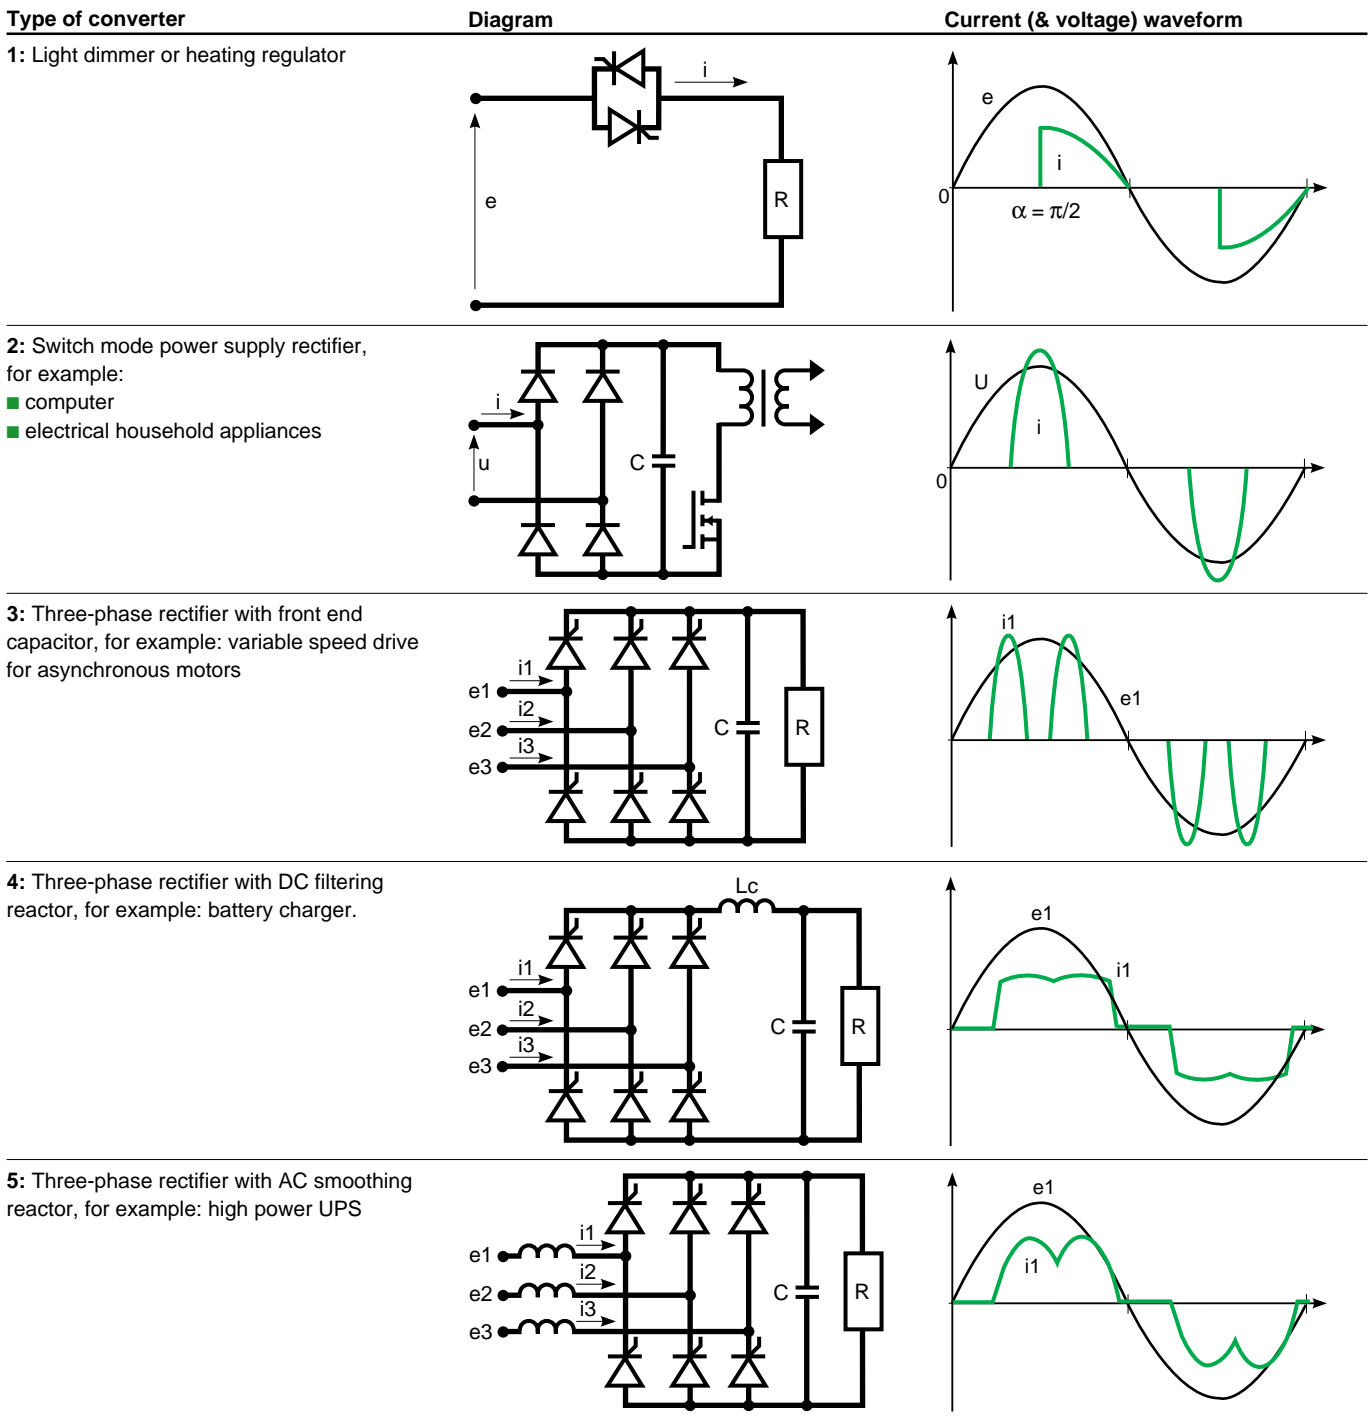 Type of converter
Diagram
Current (& voltage) waveform
1: Light dimmer or heating regulator
i
e
R
e
i
0
α = π/2
2: Switch mode power supply rectifier,
for example:
■ computer
■ electrical household appliances
i
u
C
U
i
0
3: Three-phase rectifier with front end
capacitor, for example: variable speed drive
for asynchronous motors
i1
e1
i2
e2
i3
e3
C
R
i1
e1
4: Three-phase rectifier with DC filtering
reactor, for example: battery charger.
Lc
i1
e1
i2
e2
i3
e3
C
R
e1
i1
5: Three-phase rectifier with AC smoothing
reactor, for example: high power UPS
i1
e1
i2
e2
i3
e3
C
R
e1
i1